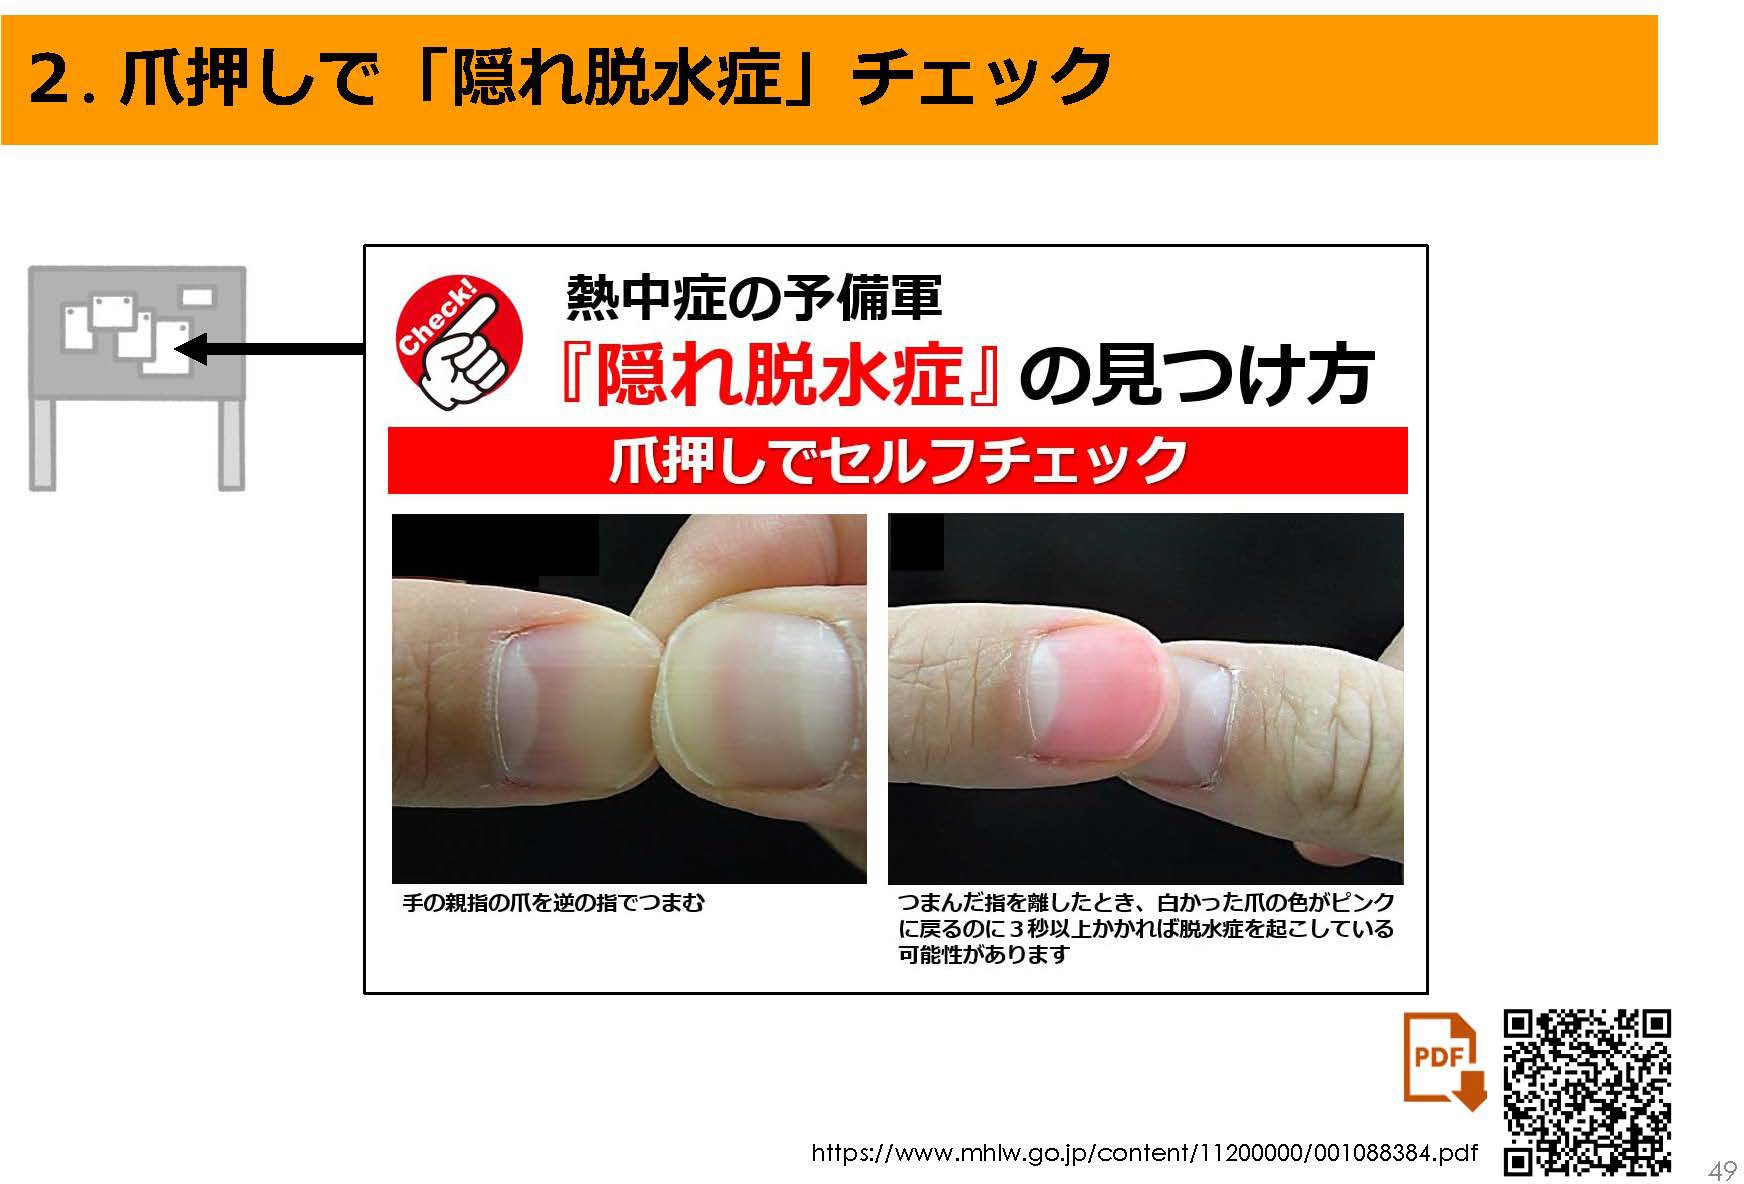 ２. 爪押しで「隠れ脱水症」チェック
Check!
熱中症の予備軍
『隠れ脱水症』の見つけ方
爪押しでセルフチェック
手の親指の爪を逆の指でつまむ
つまんだ指を離したとき、白かった爪の色がピンク
に戻るのに３秒以上かかれば脱水症を起こしている
可能性があります
PDF
https://www.mhlw.go.jp/content/11200000/001088384.pdf
49